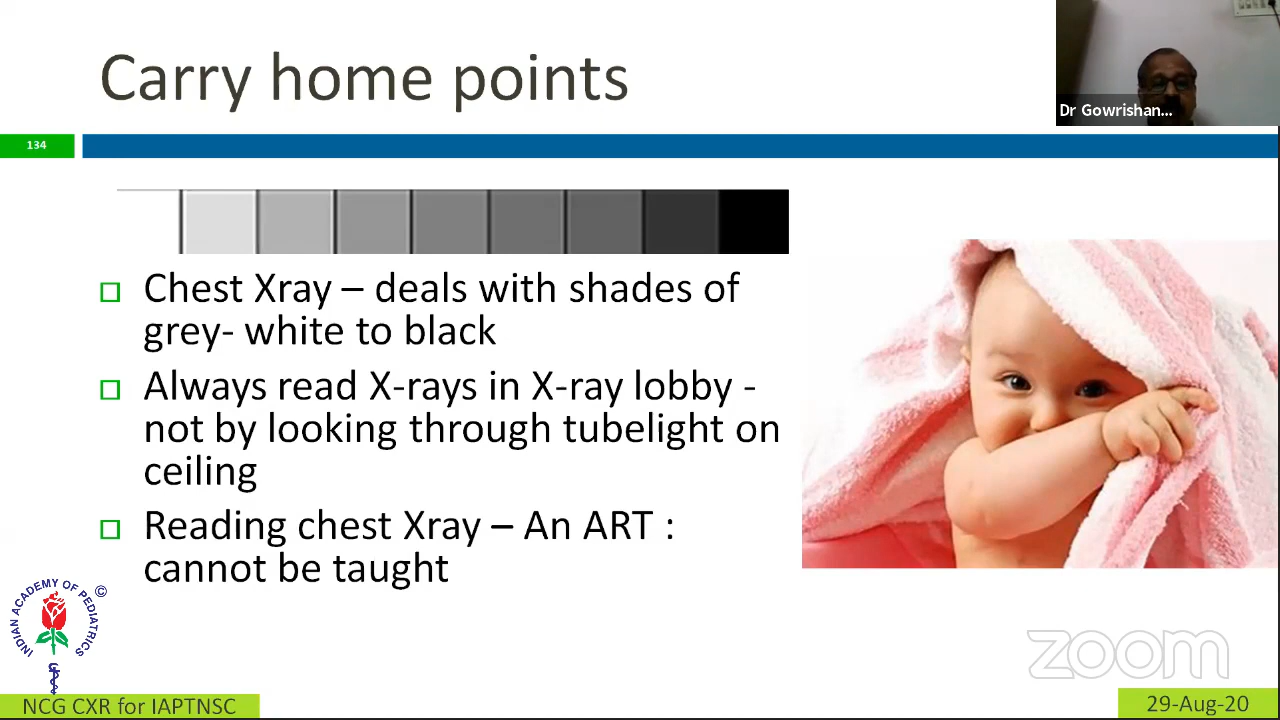 Carry home points
Dr Gowrishan...
134
□ Chest Xray – deals with shades of
grey- white to black
□ Always read X-rays in X-ray lobby -
not by looking through tubelight on
ceiling
□ Reading chest Xray – An ART :
cannot be taught
©
INDIAN ACADEMY OF PEDIATRICS
zoom
NCG CXR for IAPTNSC
29-Aug-20